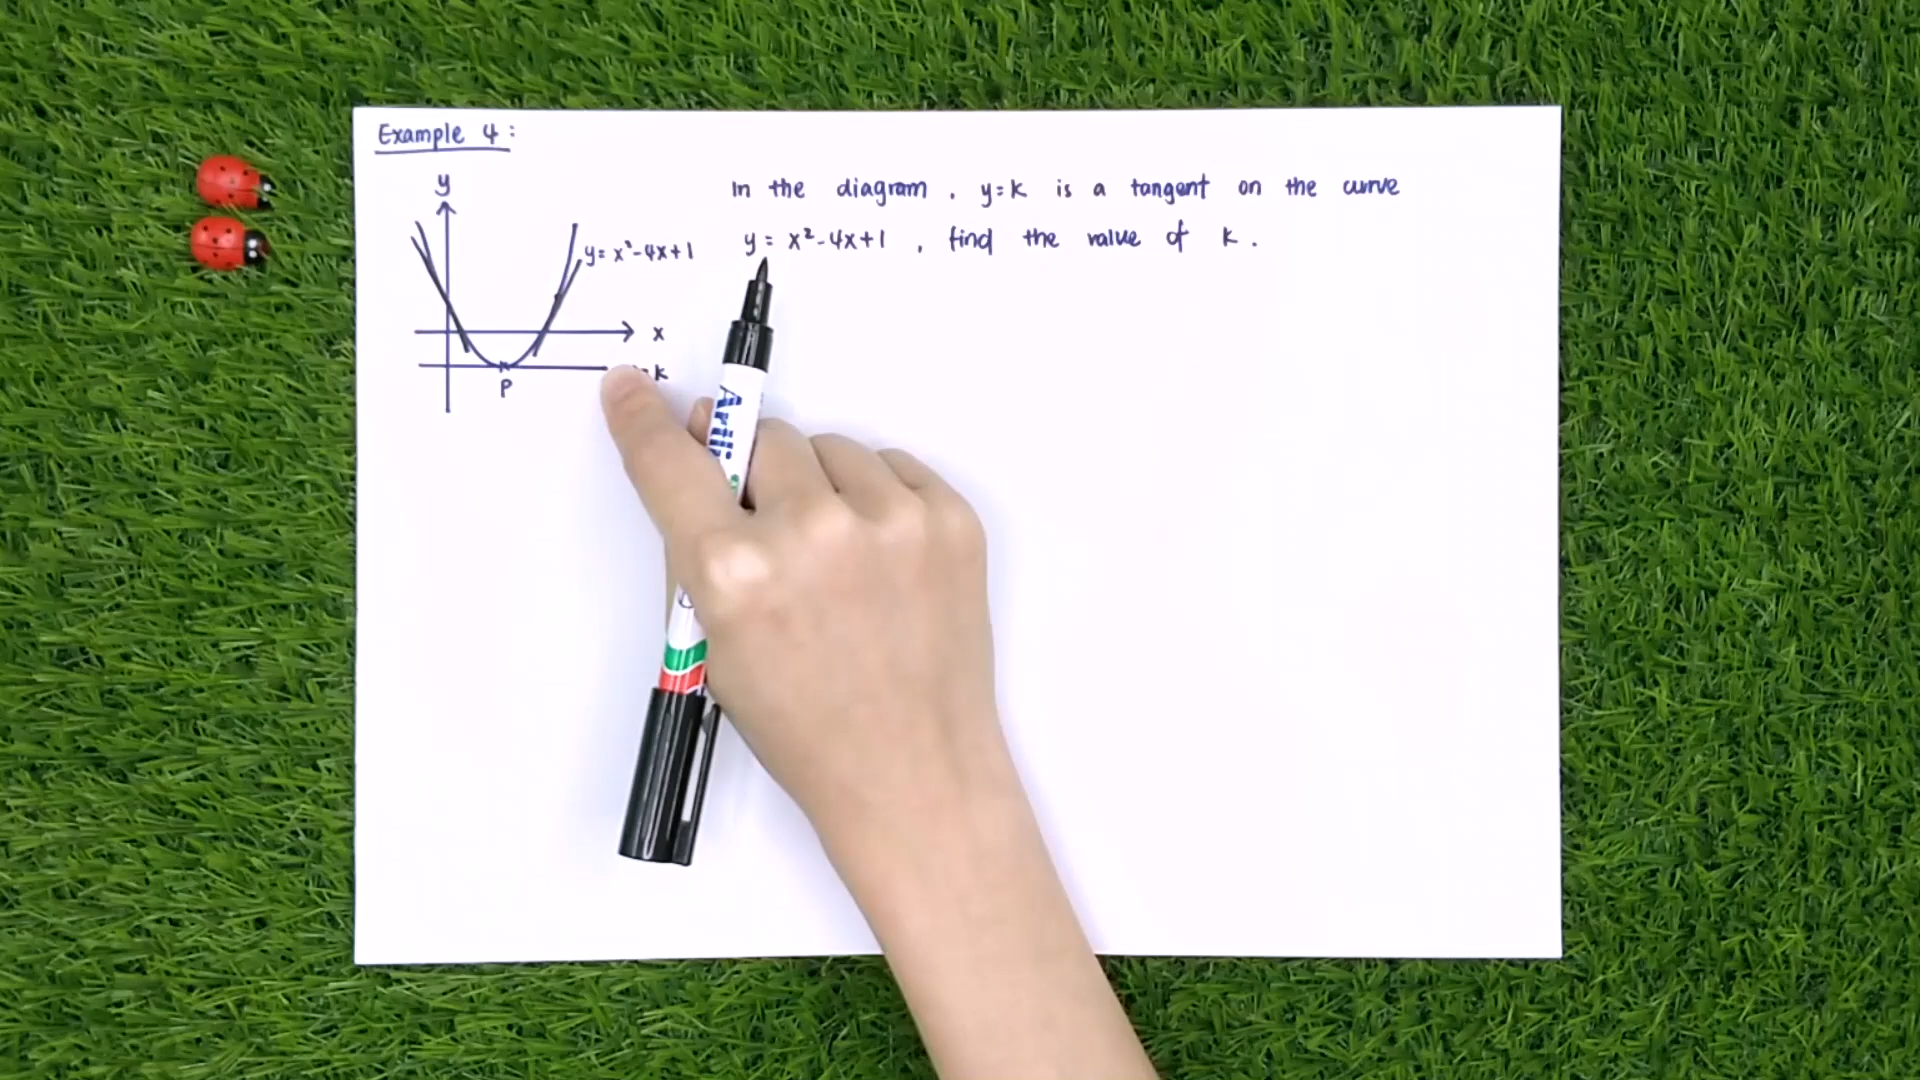 Example 4 :
In the diagram , y=k is a tangent on the curve
y = x²-4x+1 , find the value of k .
y
y= x²-4x+1
x
k
P
Artli